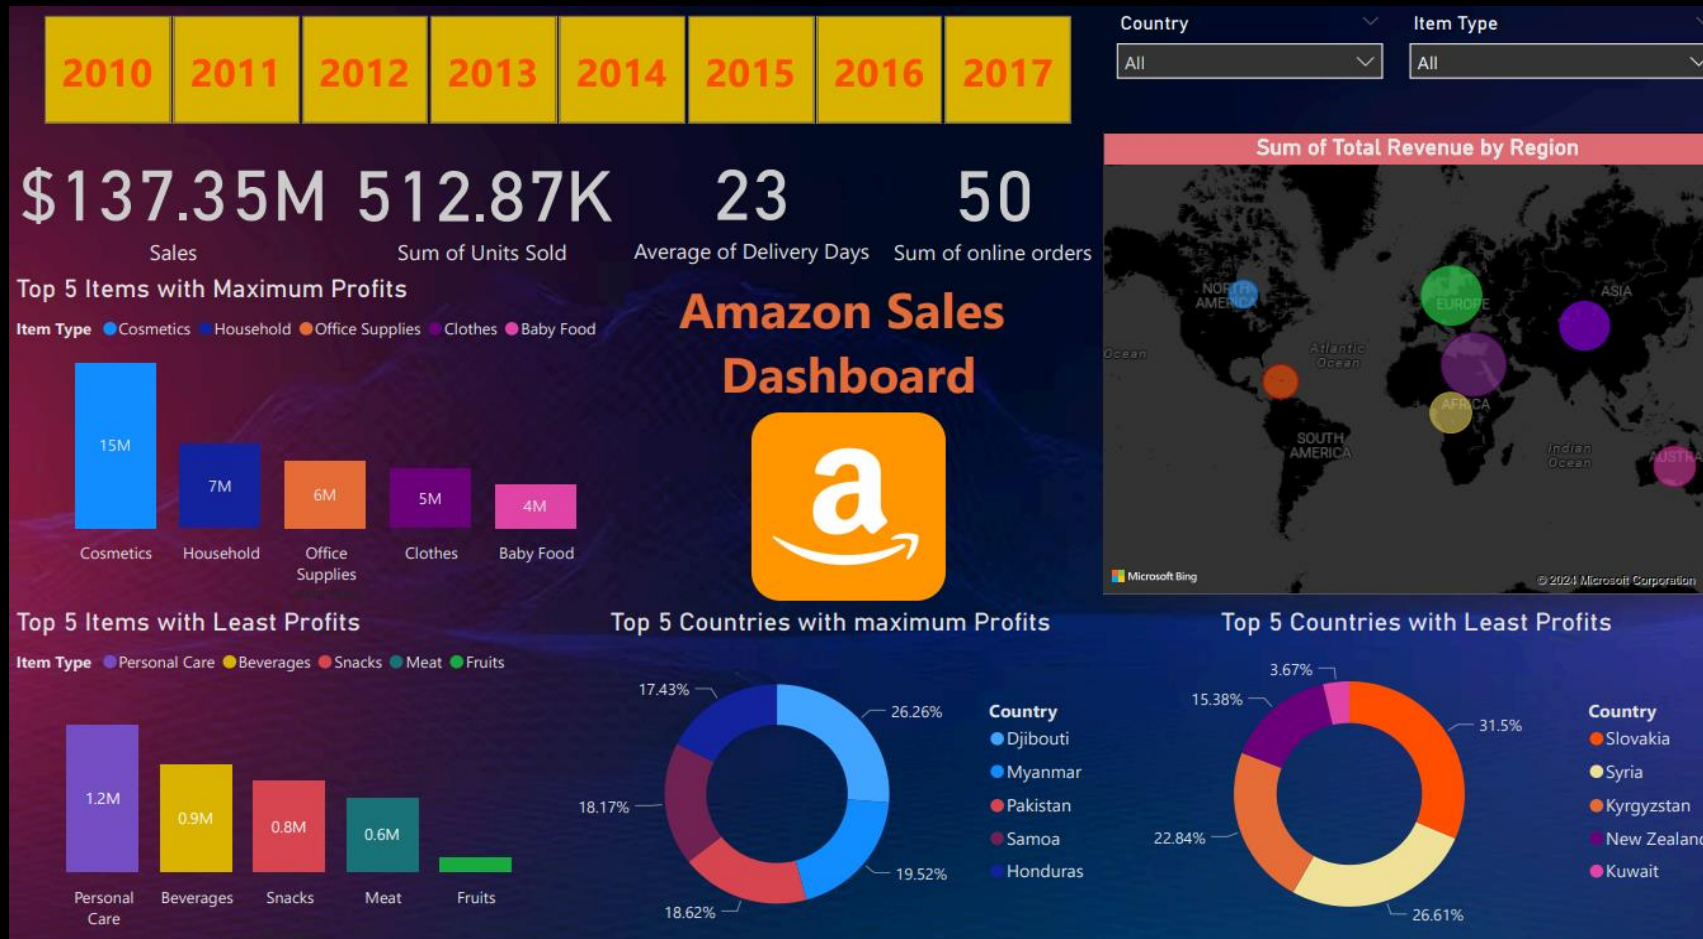 2010 2011 2012 2013 2014 2015 2016 2017
Country
All
Item Type
All
$137.35M
Sales
512.87K
Sum of Units Sold
23
Average of Delivery Days
50
Sum of online orders
Top 5 Items with Maximum Profits
Item Type Cosmetics Household Office Supplies Clothes Baby Food
15M
7M
6M
5M
4M
Cosmetics
Household
Office
Supplies
Clothes
Baby Food
Amazon Sales
Dashboard
a
Sum of Total Revenue by Region
NORTH
AMERICA
EUROPE
ASIA
Ocean
Atlantic
Ocean
AFRICA
SOUTH
AMERICA
Indian
Ocean
AUSTRA
Microsoft Bing
© 2024 Microsoft Corporation
Top 5 Items with Least Profits
Item Type Personal Care Beverages Snacks Meat Fruits
1.2M
0.9M
0.8M
0.6M
Personal
Care
Beverages
Snacks
Meat
Fruits
Top 5 Countries with maximum Profits
17.43%
26.26%
18.17%
19.52%
18.62%
Country
Djibouti
Myanmar
Pakistan
Samoa
Honduras
Top 5 Countries with Least Profits
3.67%
15.38%
31.5%
22.84%
26.61%
Country
Slovakia
Syria
Kyrgyzstan
New Zealand
Kuwait